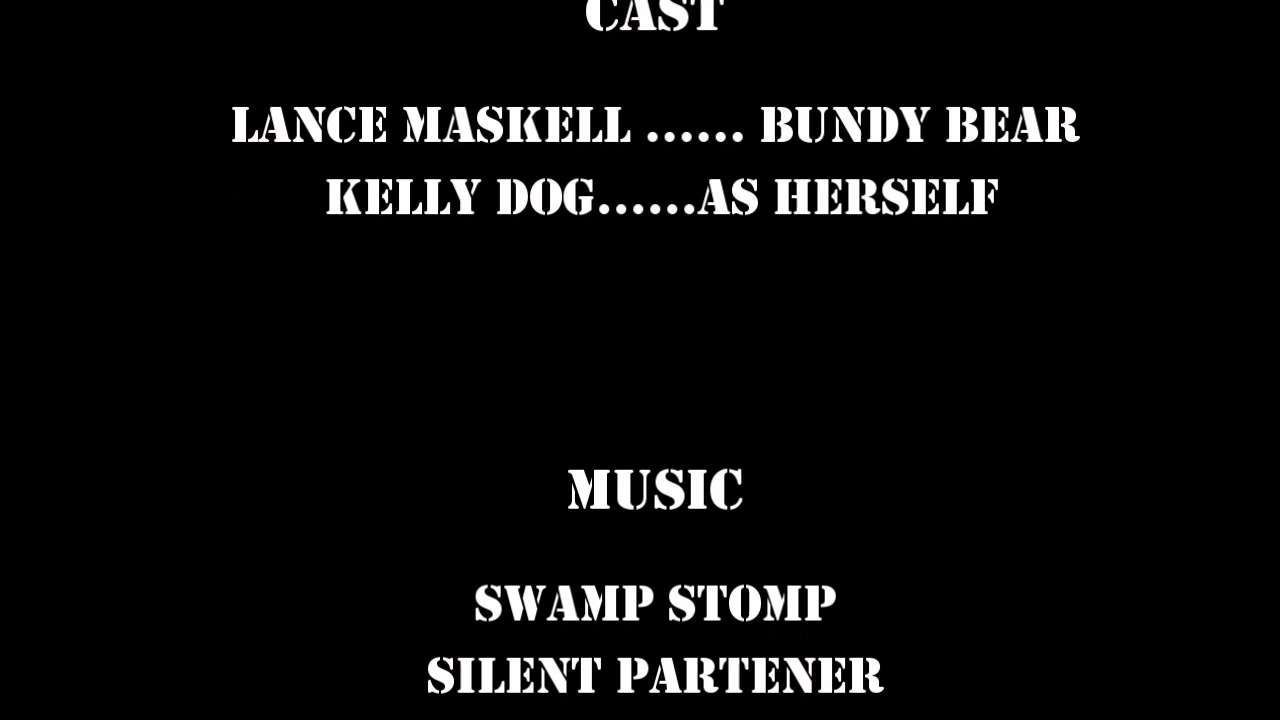 CAST
LANCE MASKELL ...... BUNDY BEAR
KELLY DOG......AS HERSELF
MUSIC
SWAMP STOMP
SILENT PARTENER